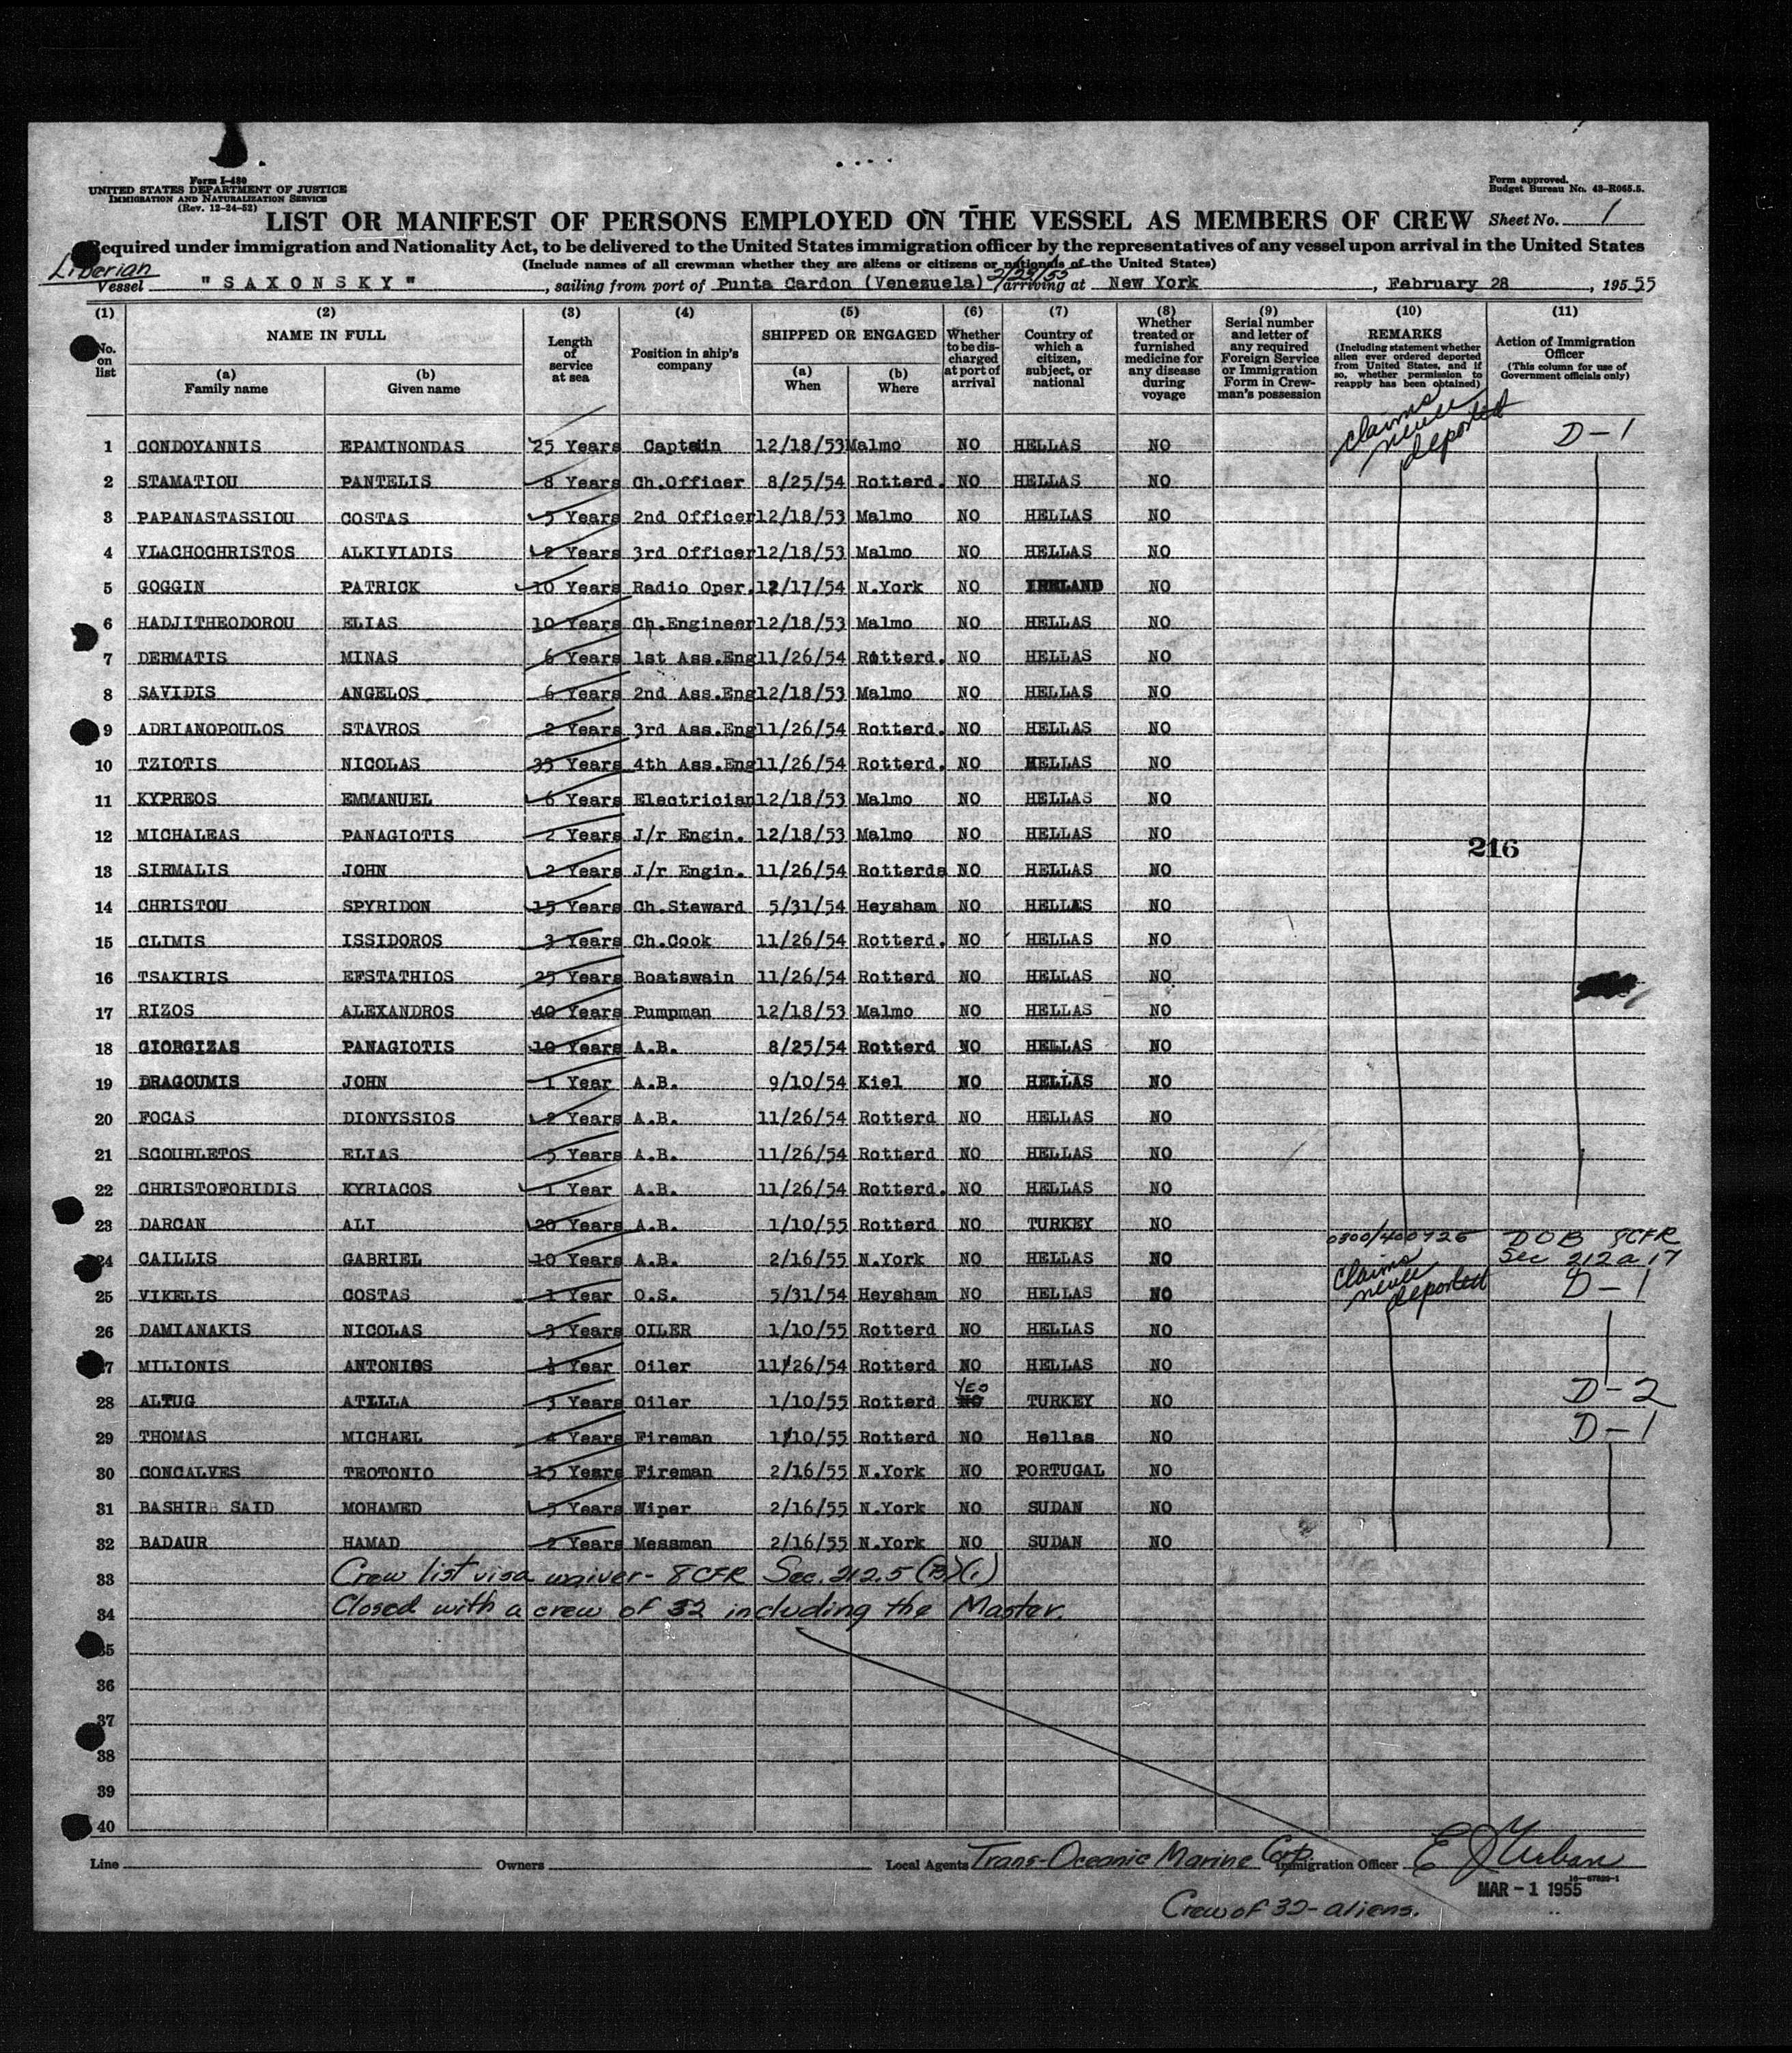 Form I-480
UNITED STATES DEPARTMENT OF JUSTICE
IMMIGRATION AND NATURALIZATION SERVICE
(Rev. 12-24-52)
Form approved.
Budget Bureau No. 43-R065.5.
LIST OR MANIFEST OF PERSONS EMPLOYED ON THE VESSEL AS MEMBERS OF CREW Sheet No. 1
Required under immigration and Nationality Act, to be delivered to the United States immigration officer by the representatives of any vessel upon arrival in the United States
(Include names of all crewman whether they are aliens or citizens or nationals of the United States)
Liberian
Vessel "SAXONSKY", sailing from port of Punta Cardon (Venezuela) 2/23/55 arriving at New York, February 28, 19555
(1) (2) (3) (4) (5) (6) (7) (8) (9) (10) (11)
No. on list NAME IN FULL (a) Family name (b) Given name Length of service at sea Position in ship's company SHIPPED OR ENGAGED (a) When (b) Where Whether to be discharged at port of arrival Country of which a citizen, subject, or national Whether treated or furnished medicine for any disease during voyage Serial number and letter of any required Foreign Service or Immigration Form in Crewman's possession REMARKS (Including statement whether alien ever ordered deported from United States, and if so, whether permission to reapply has been obtained) Action of Immigration Officer (This column for use of Government officials only)
1 CONDOYANNIS EPAMINONDAS 25 Years Captain 12/18/53 Malmo NO HELLAS NO claims never deported D-1
2 STAMATIOU PANTELIS 8 Years Ch.Officer 8/25/54 Rotterd. NO HELLAS NO
3 PAPANASTASSIOU COSTAS 5 Years 2nd Officer 12/18/53 Malmo NO HELLAS NO
4 VLACHOCHRISTOS ALKIVIADIS 2 Years 3rd Officer 12/18/53 Malmo NO HELLAS NO
5 GOGGIN PATRICK 10 Years Radio Oper. 12/17/54 N.York NO IRELAND NO
6 HADJITHEODOROU ELIAS 10 Years Ch.Engineer 12/18/53 Malmo NO HELLAS NO
7 DERMATIS MINAS 6 Years 1st Ass.Eng 11/26/54 Rotterd. NO HELLAS NO
8 SAVIDIS ANGELOS 6 Years 2nd Ass.Eng 12/18/53 Malmo NO HELLAS NO
9 ADRIANOPOULOS STAVROS 2 Years 3rd Ass.Eng 11/26/54 Rotterd. NO HELLAS NO
10 TZIOTIS NICOLAS 33 Years 4th Ass.Eng 11/26/54 Rotterd. NO HELLAS NO
11 KYPREOS EMMANUEL 6 Years Electrician 12/18/53 Malmo NO HELLAS NO
12 MICHALEAS PANAGIOTIS 2 Years J/r Engin. 12/18/53 Malmo NO HELLAS NO
216
13 SIRMALIS JOHN 2 Years J/r Engin. 11/26/54 Rotterda NO HELLAS NO
14 CHRISTOU SPYRIDON 15 Years Ch.Steward 5/31/54 Heysham NO HELLAS NO
15 CLIMIS ISSIDOROS 3 Years Ch.Cook 11/26/54 Rotterd. NO HELLAS NO
16 TSAKIRIS EFSTATHIOS 25 Years Boatswain 11/26/54 Rotterd NO HELLAS NO
17 RIZOS ALEXANDROS 40 Years Pumpman 12/18/53 Malmo NO HELLAS NO
18 GIORGIZAS PANAGIOTIS 10 Years A.B. 8/25/54 Rotterd NO HELLAS NO
19 DRAGOUMIS JOHN 1 Year A.B. 9/10/54 Kiel NO HELLAS NO
20 FOCAS DIONYSSIOS 2 Years A.B. 11/26/54 Rotterd NO HELLAS NO
21 SCOURLETOS ELIAS 5 Years A.B. 11/26/54 Rotterd NO HELLAS NO
22 CHRISTOFORIDIS KYRIACOS 1 Year A.B. 11/26/54 Rotterd. NO HELLAS NO
23 DARCAN ALI 20 Years A.B. 1/10/55 Rotterd NO TURKEY NO 0300/400725 DOB 8CFR
24 CAILLIS GABRIEL 10 Years A.B. 2/16/55 N.York NO HELLAS NO claims never deported Sec 212 a 17
25 VIKELIS COSTAS 1 Year O.S. 5/31/54 Heysham NO HELLAS NO D-1
26 DAMIANAKIS NICOLAS 3 Years OILER 1/10/55 Rotterd NO HELLAS NO
27 MILIONIS ANTONIOS Year Oiler 11/26/54 Rotterd NO HELLAS NO
28 ALTUG ATILLA 3 Years Oiler 1/10/55 Rotterd YES NO TURKEY NO D-2
29 THOMAS MICHAEL 4 Years Fireman 1/10/55 Rotterd NO Hellas NO D-1
30 CONCALVES TEOTONIO 15 Years Fireman 2/16/55 N.York NO PORTUGAL NO
31 BASHIRB SAID MOHAMED 5 Years Wiper 2/16/55 N.York NO SUDAN NO
32 BADAUR HAMAD 2 Years Messman 2/16/55 N.York NO SUDAN NO
33 Crew list visa waiver - 8 CFR Sec. 212.5 (B)(1)
34 Closed with a crew of 32 including the Master.
35
36
37
38
39
40
Line Owners Local Agents Trans-Oceanic Marine Corp. Immigration Officer E J Urban
MAR - 1 1955
Crew of 32 - aliens.